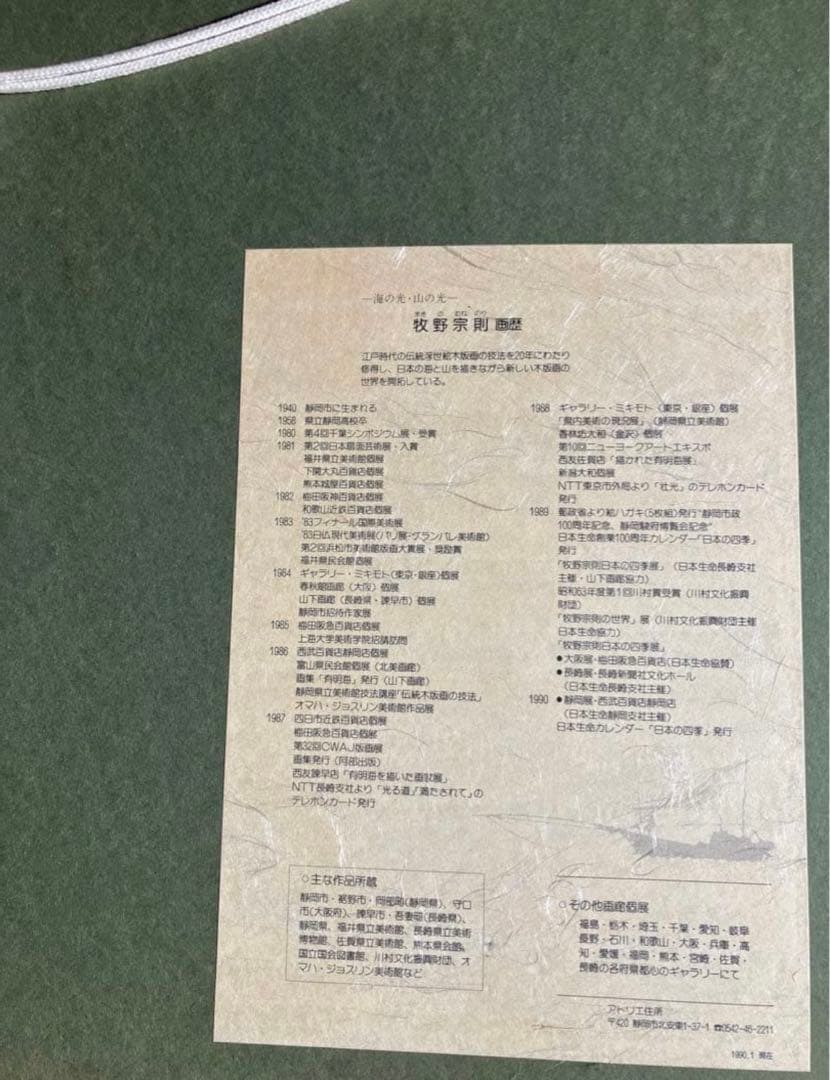 ―海の光・山の光―
まき の むね のり
牧野宗則 画歴
江戸時代の伝統浮世絵木版画の技法を20年にわたり
修得し、日本の海と山を描きながら新しい木版画の
世界を開拓している。
1940 静岡市に生まれる
1958 県立静岡高校卒
1980 第4回千葉シンポジウム展・受賞
1981 第2回日本扇面芸術展・入賞
福井県立美術館個展
下関大丸百貨店個展
熊本城屋百貨店個展
1982 梅田阪神百貨店個展
和歌山近鉄百貨店個展
1983 '83フィナール国際美術展
'83日仏現代美術展(パリ展・グランパレ美術館)
第2回浜松市美術館版画大賞展・奨励賞
福井県民会館個展
1984 ギャラリー・ミキモト(東京・銀座)個展
春秋館画廊(大阪)個展
山下画廊(長崎県・諫早市)個展
静岡市招待作家展
1985 梅田阪急百貨店個展
上海大学美術学院招請訪問
1986 西武百貨店静岡店個展
富山県民会館個展(北美画廊)
画集「有明海」発行(山下画廊)
静岡県立美術館技法講座「伝統木版画の技法」
オマハ・ジョスリン美術館作品展
1987 四日市近鉄百貨店個展
梅田阪急百貨店個展
第32回CWAJ版画展
画集発行(阿部出版)
西友諫早店「有明海を描いた画家展」
NTT長崎支社より「光る道/満たされて」の
テレホンカード発行
1988 ギャラリー・ミキモト(東京・銀座)個展
「県内美術の現況展」(静岡県立美術館)
香林坊大和(金沢)個展
第10回ニューヨークアートエキスポ
西友佐賀店「描かれた有明海展」
新潟大和個展
NTT東京市外局より「壮光」のテレホンカード
発行
1989 郵政省より絵ハガキ(5枚組)発行"静岡市政
100周年記念、静岡駿府博覧会記念"
日本生命創業100周年カレンダー「日本の四季」
発行
「牧野宗則日本の四季展」(日本生命長崎支社
主催・山下画廊協力)
昭和63年度第1回川村賞受賞(川村文化振興
財団)
「牧野宗則の世界」展(川村文化振興財団主催
日本生命協力)
「牧野宗則日本の四季展」
●大阪展・梅田阪急百貨店(日本生命協賛)
●長崎展・長崎新聞社文化ホール
(日本生命長崎支社主催)
1990 ●静岡展・西武百貨店静岡店
(日本生命静岡支社主催)
日本生命カレンダー「日本の四季」発行
○主な作品所蔵
静岡市・裾野市・岡部町(静岡県)、守口
市(大阪府)、諫早市・吾妻町(長崎県)、
静岡県、福井県立美術館、長崎県立美術
博物館、佐賀県立美術館、熊本県会館、
国立国会図書館、川村文化振興財団、オ
マハ・ジョスリン美術館など
○その他画廊個展
福島・栃木・埼玉・千葉・愛知・岐阜
長野・石川・和歌山・大阪・兵庫・高
知・愛媛・福岡・熊本・宮崎・佐賀・
長崎の各府県都心のギャラリーにて
アトリエ住所
〒420 静岡市北安東1-37-1 ☎0542-46-2211
1990.1 現在